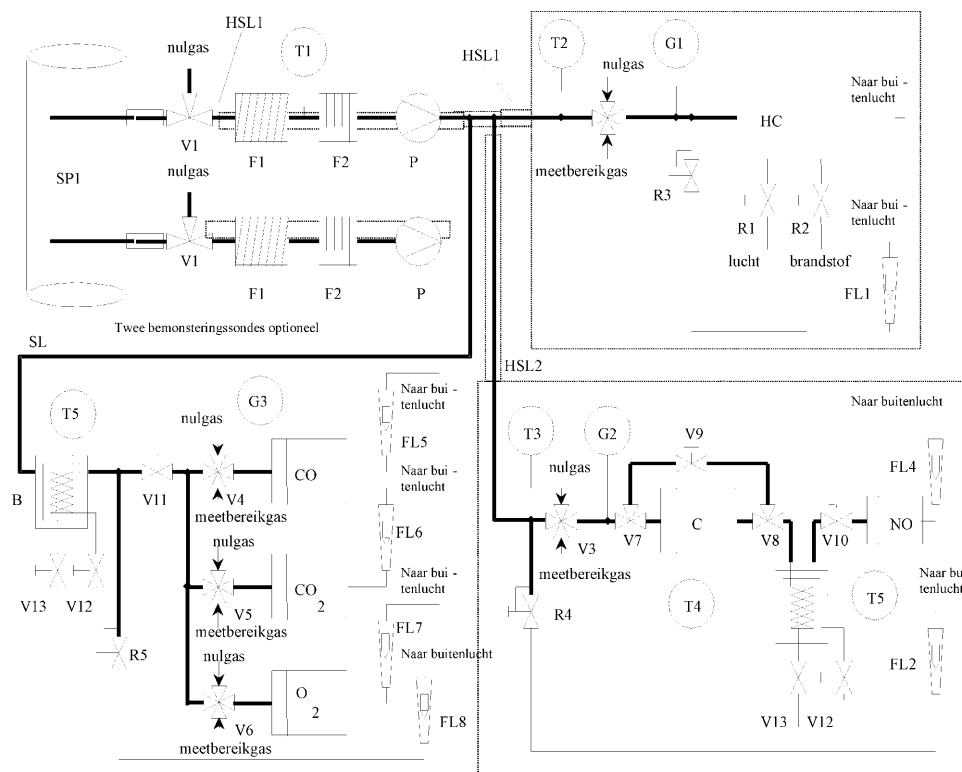 HSL1
T1
nulgas
V1
F1
F2
P
SP1
nulgas
V1
F1
F2
P
Twee bemonsteringssondes optioneel
SL
HSL1
T2
G1
nulgas
meetbereikgas
HC
R3
R1
R2
lucht
brandstof
Naar bui -
tenlucht
Naar bui -
tenlucht
FL1
HSL2
T5
G3
B
V11
V13
V12
R5
nulgas
V4
meetbereikgas
CO
nulgas
V5
meetbereikgas
CO
2
nulgas
V6
meetbereikgas
O
2
Naar bui -
tenlucht
FL5
Naar bui -
tenlucht
FL6
Naar bui -
tenlucht
FL7
Naar buitenlucht
FL8
T3
G2
V9
nulgas
V3
meetbereikgas
V7
C
V8
V10
NO
R4
T4
T5
V13
V12
Naar buitenlucht
FL4
Naar bui
tenlucht
FL2